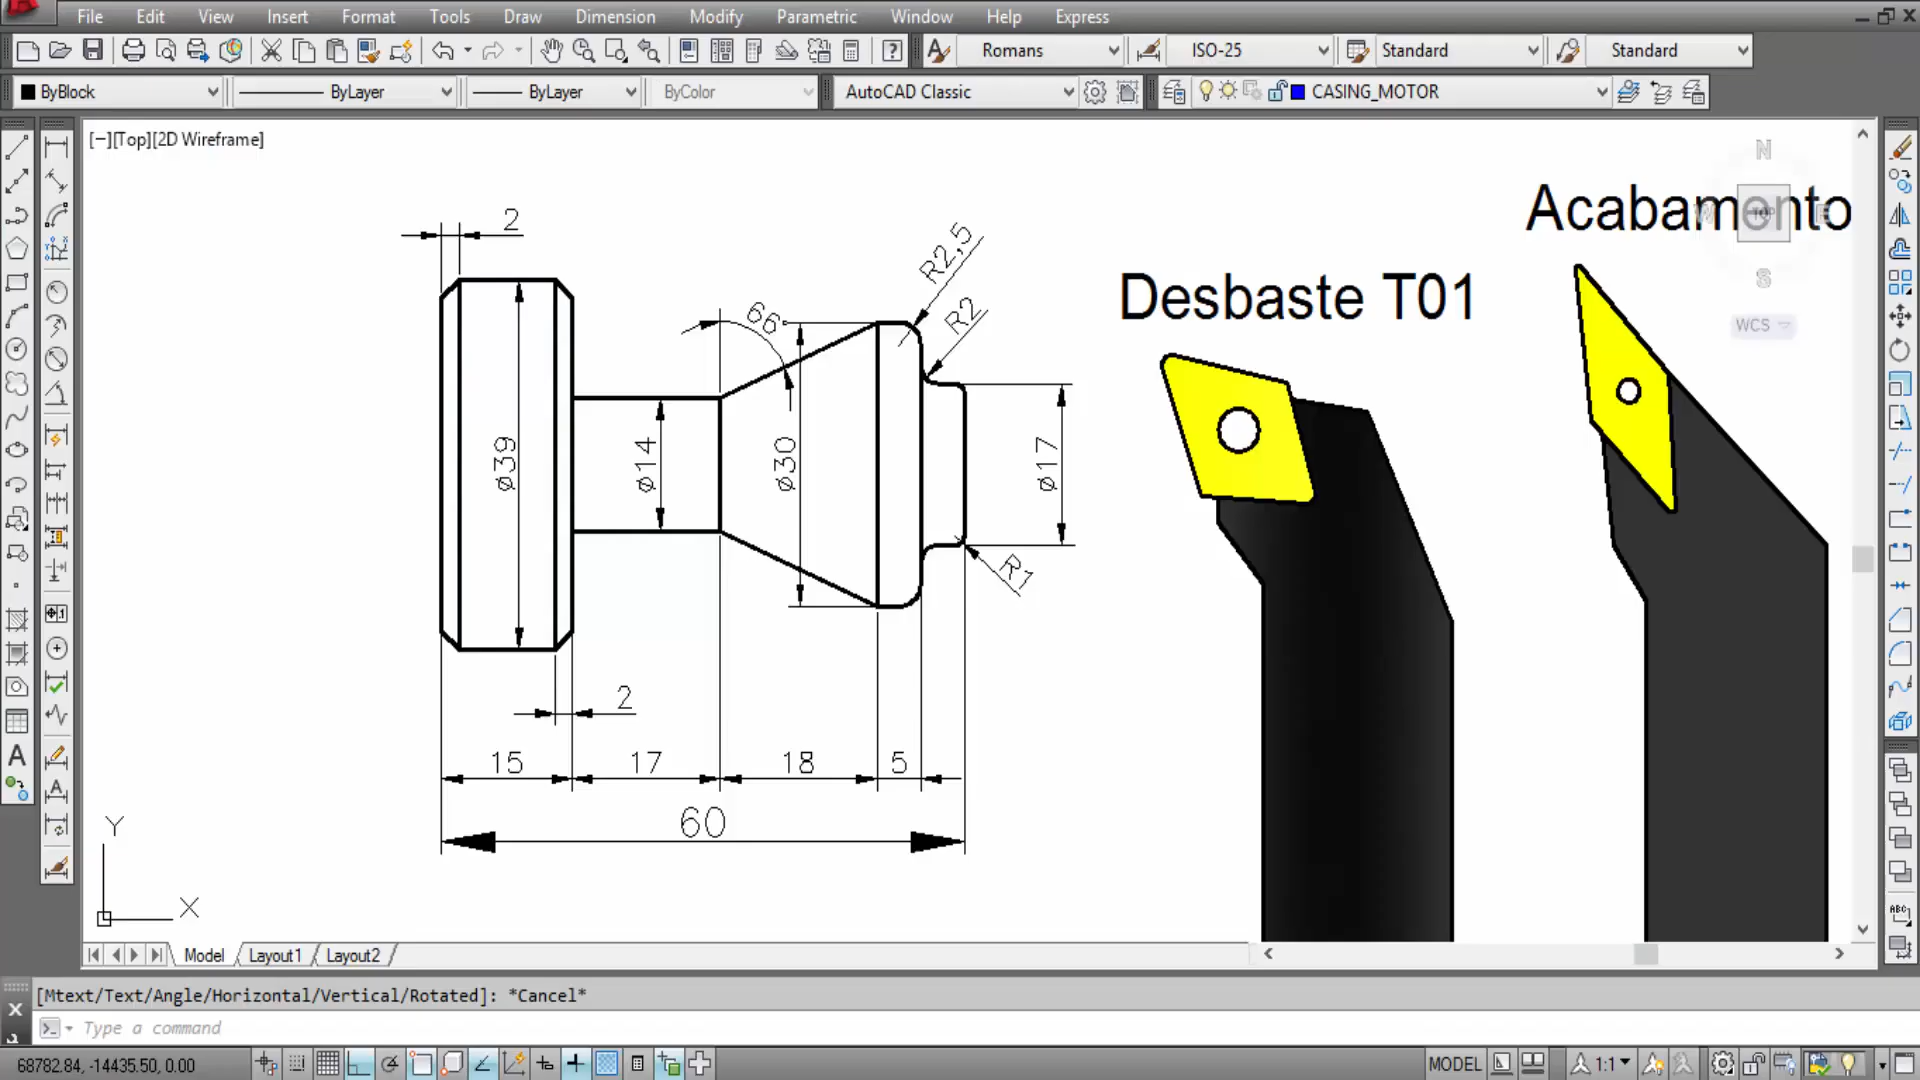 File Edit View Insert Format Tools Draw Dimension Modify Parametric Window Help Express
Romans ISO-25 Standard Standard
ByBlock ByLayer ByLayer ByColor AutoCAD Classic CASING_MOTOR
[−][Top][2D Wireframe]
N
TOP
S
WCS
Acabamento
Desbaste T01
2
R2,5
R2
66°
ø39
ø14
ø30
ø17
R1
2
15
17
18
5
60
Y
X
Model Layout1 Layout2
[Mtext/Text/Angle/Horizontal/Vertical/Rotated]: *Cancel*
Type a command
68782.84, -14435.50, 0.00
MODEL 1:1